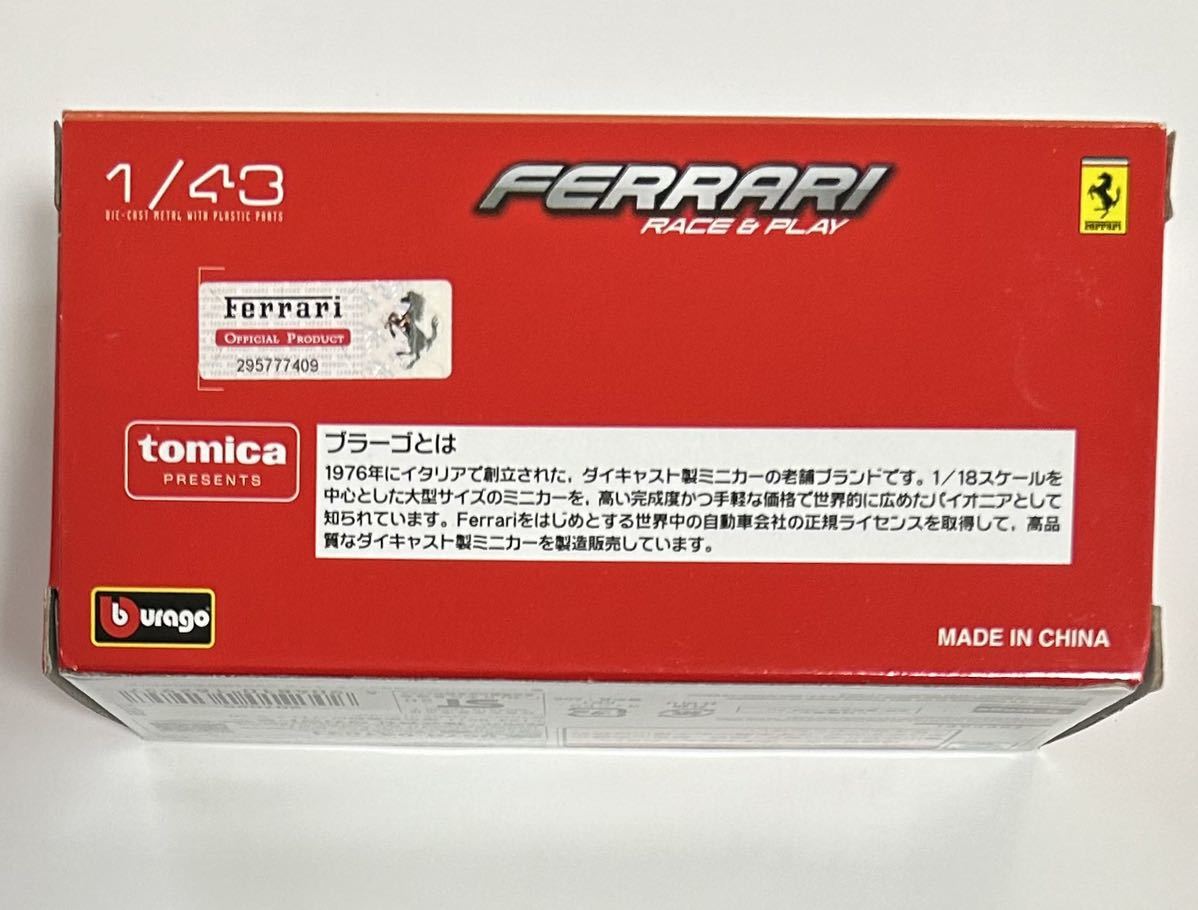 1/43
DIE-CAST METAL WITH PLASTIC PARTS
FERRARI
RACE & PLAY
Ferrari
Ferrari
OFFICIAL PRODUCT
295777409
tomica
PRESENTS
ブラーゴとは
1976年にイタリアで創立された，ダイキャスト製ミニカーの老舗ブランドです。1/18スケールを
中心とした大型サイズのミニカーを，高い完成度かつ手軽な価格で世界的に広めたパイオニアとして
知られています。Ferrariをはじめとする世界中の自動車会社の正規ライセンスを取得して，高品
質なダイキャスト製ミニカーを製造販売しています。
burago
MADE IN CHINA
ST